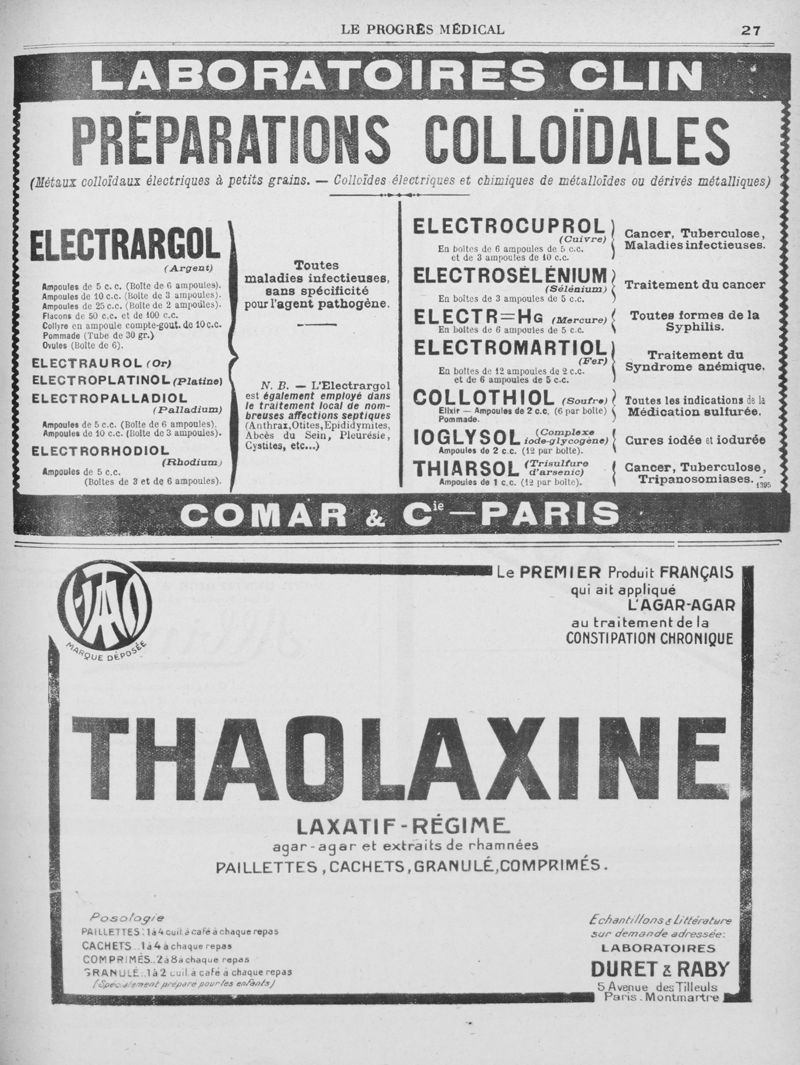 LE PROGRÈS MÉDICAL
27
LABORATOIRES CLIN
PRÉPARATIONS COLLOÏDALES
(Métaux colloïdaux électriques à petits grains. — Colloïdes électriques et chimiques de métalloïdes ou dérivés métalliques)
ELECTRARGOL
(Argent)
Ampoules de 5 c. c. (Boîte de 6 ampoules).
Ampoules de 10 c.c. (Boîte de 3 ampoules).
Ampoules de 25 c.c. (Boîte de 2 ampoules).
Flacons de 50 c.c. et de 100 c.c.
Collyre en ampoule compte-gout. de 10 c.c.
Pommade (Tube de 30 gr.)
Ovules (Boîte de 6).
ELECTRAUROL (Or)
ELECTROPLATINOL (Platine)
ELECTROPALLADIOL
(Palladium)
Ampoules de 5 c.c. (Boîte de 6 ampoules).
Ampoules de 10 c.c. (Boîte de 3 ampoules).
ELECTRORHODIOL
(Rhodium)
Ampoules de 5 c.c.
(Boîtes de 3 et de 6 ampoules).
Toutes
maladies infectieuses,
sans spécificité
pour l'agent pathogène.
N. B. — L'Electrargol
est également employé dans
le traitement local de nom-
breuses affections septiques
(Anthrax, Otites, Epididymites,
Abcès du Sein, Pleurésie,
Cystites, etc...)
ELECTROCUPROL
(Cuivre)
En boîtes de 6 ampoules de 5 c.c.
et de 3 ampoules de 10 c.c.
Cancer, Tuberculose,
Maladies infectieuses.
ELECTROSÉLÉNIUM
(Sélénium)
En boîtes de 3 ampoules de 5 c.c.
Traitement du cancer
ELECTR=HG (Mercure)
En boîtes de 6 ampoules de 5 c.c.
Toutes formes de la
Syphilis.
ELECTROMARTIOL
(Fer)
En boîtes de 12 ampoules de 2 c.c.
et de 6 ampoules de 5 c.c.
Traitement du
Syndrome anémique.
COLLOTHIOL (Soufre)
Elixir — Ampoules de 2 c.c. (6 par boîte)
Pommade.
Toutes les indications de la
Médication sulfurée.
IOGLYSOL (Complexe iode-glycogène)
Ampoules de 2 c.c. (12 par boîte).
Cures iodée et iodurée
THIARSOL (Trisulfure d'arsenic)
Ampoules de 1 c.c. (12 par boîte).
Cancer, Tuberculose,
Tripanosomiases.
1395
COMAR & Cie — PARIS
MARQUE DÉPOSÉE
Le PREMIER Produit FRANÇAIS
qui ait appliqué
L'AGAR-AGAR
au traitement de la
CONSTIPATION CHRONIQUE
THAOLAXINE
LAXATIF-RÉGIME
agar-agar et extraits de rhamnées
PAILLETTES, CACHETS, GRANULÉ, COMPRIMÉS.
Posologie
PAILLETTES: 1 à 4 cuil. à café à chaque repas
CACHETS...1 à 4 à chaque repas
COMPRIMÉS..2 à 8 à chaque repas
GRANULÉ..1 à 2 cuil. à café à chaque repas
(Spécialement préparé pour les enfants)
Échantillons & Littérature
sur demande adressée:
LABORATOIRES
DURET & RABY
5 Avenue des Tilleuls
Paris. Montmartre